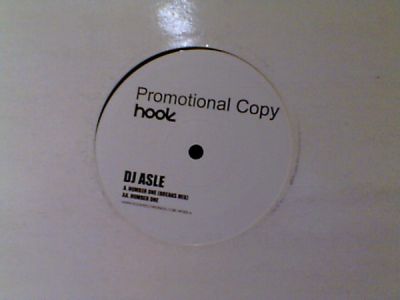 Promotional Copy
hook
DJ ASLE
A. NUMBER ONE (BREAKS MIX)
AA. NUMBER ONE